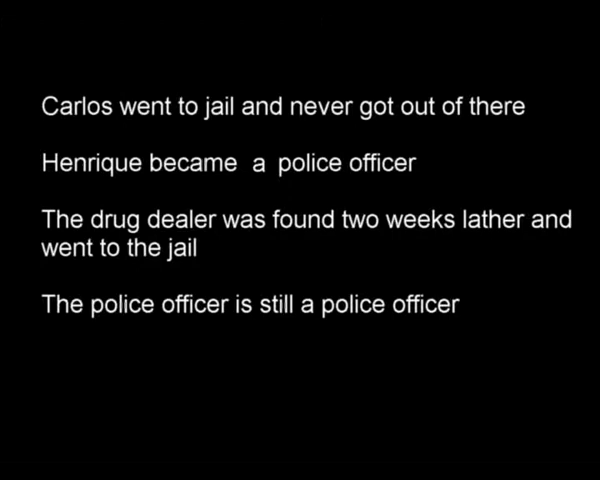 Carlos went to jail and never got out of there
Henrique became a police officer
The drug dealer was found two weeks lather and
went to the jail
The police officer is still a police officer